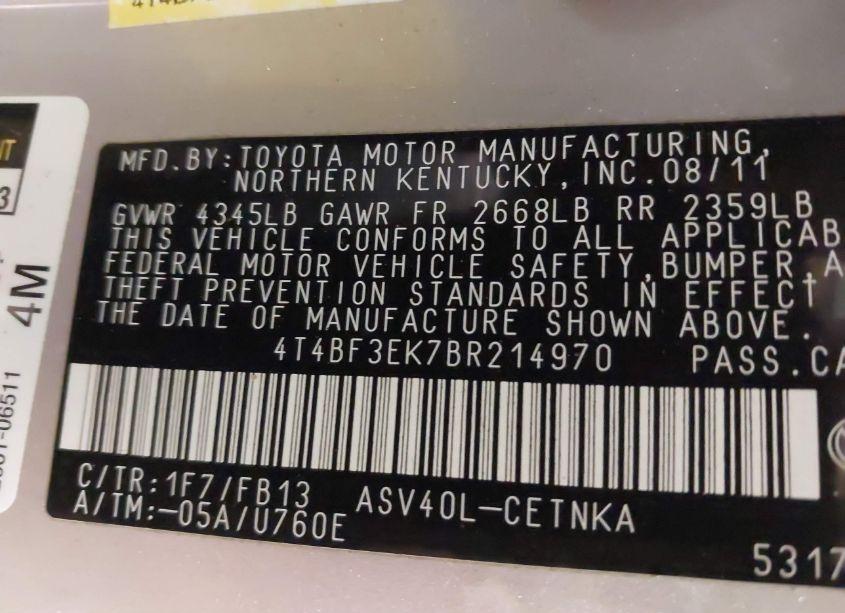 MFD.BY:TOYOTA MOTOR MANUFACTURING,
NORTHERN KENTUCKY,INC.08/11
GVWR 4345LB GAWR FR 2668LB RR 2359LB
THIS VEHICLE CONFORMS TO ALL APPLICAB
FEDERAL MOTOR VEHICLE SAFETY,BUMPER,A
THEFT PREVENTION STANDARDS IN EFFECT
THE DATE OF MANUFACTURE SHOWN ABOVE.
4T4BF3EK7BR214970 PASS.CA
C/TR:1F7/FB13
A/TM:-05A/U760E
ASV40L-CETNKA
5317
4M